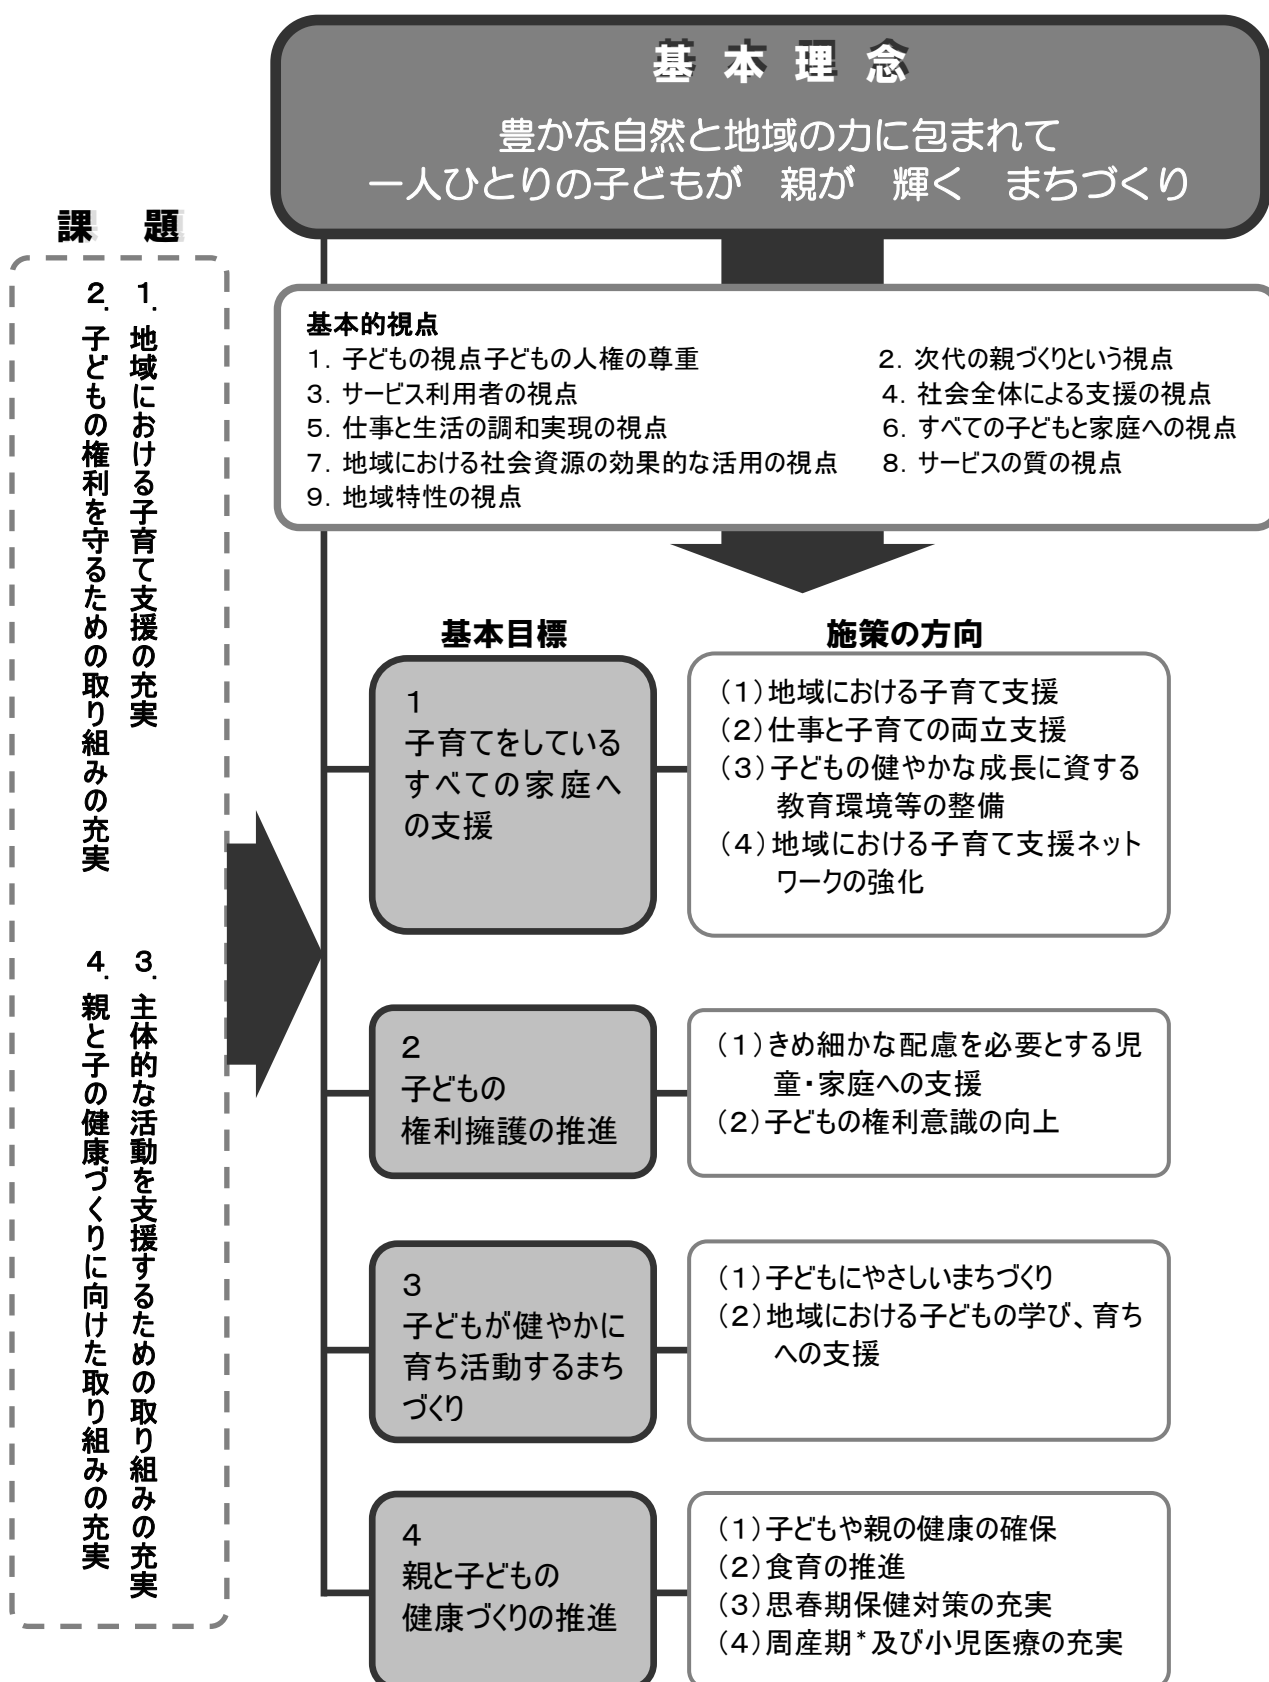 基本理念
豊かな自然と地域の力に包まれて
一人ひとりの子どもが　親が　輝く　まちづくり
課　題
1. 地域における子育て支援の充実
2. 子どもの権利を守るための取り組みの充実
3. 主体的な活動を支援するための取り組みの充実
4. 親と子の健康づくりに向けた取り組みの充実
基本的視点
1. 子どもの視点子どもの人権の尊重
2. 次代の親づくりという視点
3. サービス利用者の視点
4. 社会全体による支援の視点
5. 仕事と生活の調和実現の視点
6. すべての子どもと家庭への視点
7. 地域における社会資源の効果的な活用の視点
8. サービスの質の視点
9. 地域特性の視点
基本目標
施策の方向
1
子育てをしている
すべての家庭へ
の支援
(1)地域における子育て支援
(2)仕事と子育ての両立支援
(3)子どもの健やかな成長に資する
教育環境等の整備
(4)地域における子育て支援ネット
ワークの強化
2
子どもの
権利擁護の推進
(1)きめ細かな配慮を必要とする児
童・家庭への支援
(2)子どもの権利意識の向上
3
子どもが健やかに
育ち活動するまち
づくり
(1)子どもにやさしいまちづくり
(2)地域における子どもの学び、育ち
への支援
4
親と子どもの
健康づくりの推進
(1)子どもや親の健康の確保
(2)食育の推進
(3)思春期保健対策の充実
(4)周産期*及び小児医療の充実